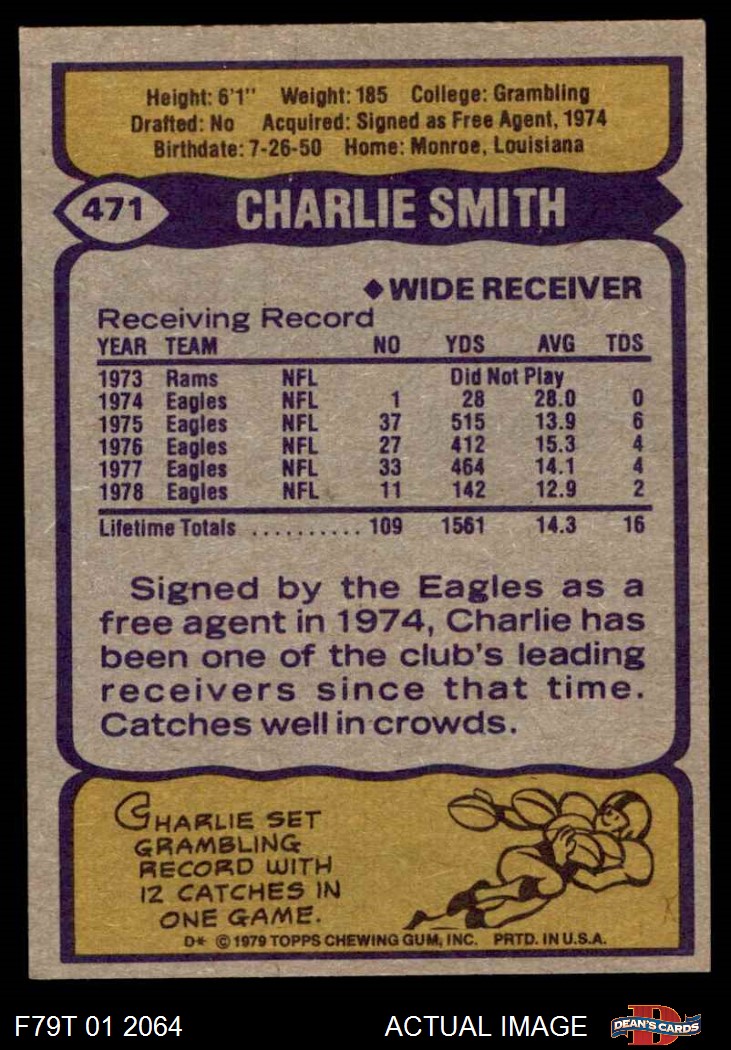 Height: 6'1" Weight: 185 College: Grambling
Drafted: No Acquired: Signed as Free Agent, 1974
Birthdate: 7-26-50 Home: Monroe, Louisiana
471 CHARLIE SMITH
◆WIDE RECEIVER
Receiving Record
YEAR TEAM NO YDS AVG TDS
1973 Rams NFL Did Not Play
1974 Eagles NFL 1 28 28.0 0
1975 Eagles NFL 37 515 13.9 6
1976 Eagles NFL 27 412 15.3 4
1977 Eagles NFL 33 464 14.1 4
1978 Eagles NFL 11 142 12.9 2
Lifetime Totals .......... 109 1561 14.3 16
Signed by the Eagles as a
free agent in 1974, Charlie has
been one of the club's leading
receivers since that time.
Catches well in crowds.
CHARLIE SET
GRAMBLING
RECORD WITH
12 CATCHES IN
ONE GAME.
D* © 1979 TOPPS CHEWING GUM, INC. PRTD. IN U.S.A.
F79T 01 2064 ACTUAL IMAGE D DEAN'S CARDS